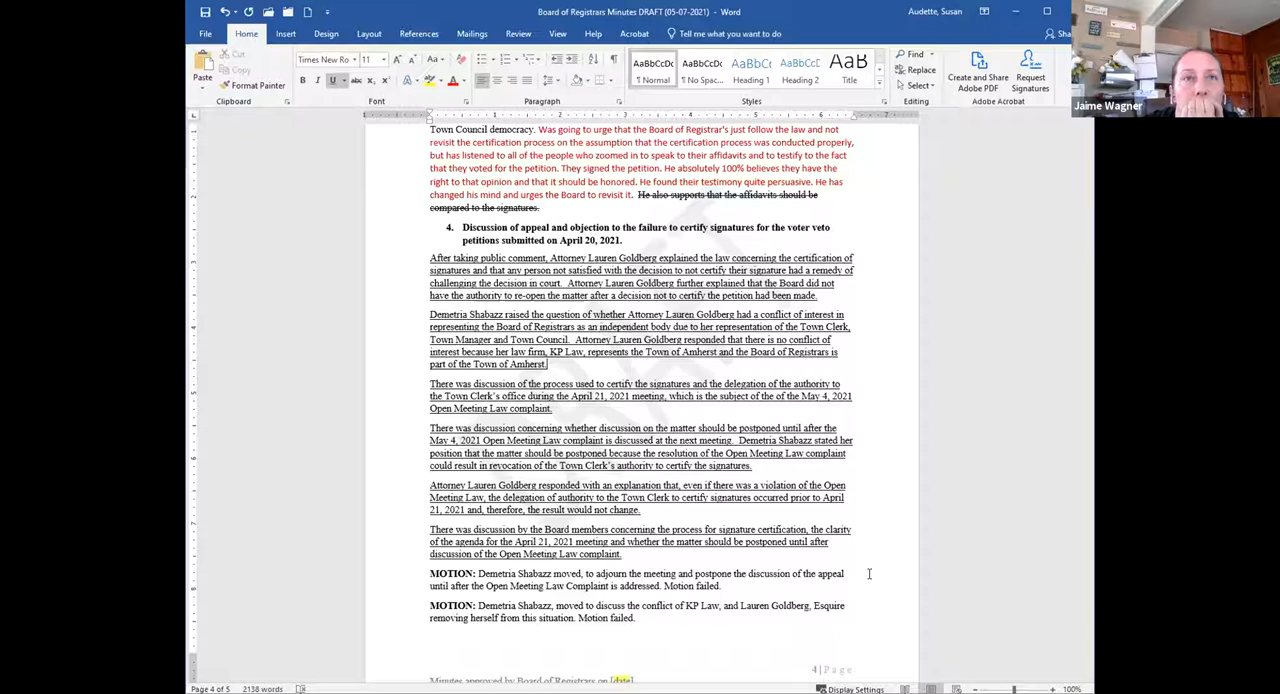 Board of Registrars Minutes DRAFT (05-07-2021) - Word
Audette, Susan
File Home Insert Design Layout References Mailings Review View Help Acrobat Tell me what you want to do
Paste
Cut
Copy
Format Painter
Clipboard
Times New Ro 11
Font
Paragraph
AaBbCcDc AaBbCcDc AaBbC AaBbCcD AaB
¶ Normal ¶ No Spac... Heading 1 Heading 2 Title
Styles
Find
Replace
Select
Editing
Create and Share Adobe PDF
Request Signatures
Adobe Acrobat
Jaime Wagner
Town Council democracy. Was going to urge that the Board of Registrar's just follow the law and not
revisit the certification process on the assumption that the certification process was conducted properly,
but has listened to all of the people who zoomed in to speak to their affidavits and to testify to the fact
that they voted for the petition. They signed the petition. He absolutely 100% believes they have the
right to that opinion and that it should be honored. He found their testimony quite persuasive. He has
changed his mind and urges the Board to revisit it. He also supports that the affidavits should be
compared to the signatures.
4. Discussion of appeal and objection to the failure to certify signatures for the voter veto
petitions submitted on April 20, 2021.
After taking public comment, Attorney Lauren Goldberg explained the law concerning the certification of
signatures and that any person not satisfied with the decision to not certify their signature had a remedy of
challenging the decision in court. Attorney Lauren Goldberg further explained that the Board did not
have the authority to re-open the matter after a decision not to certify the petition had been made.
Demetria Shabazz raised the question of whether Attorney Lauren Goldberg had a conflict of interest in
representing the Board of Registrars as an independent body due to her representation of the Town Clerk,
Town Manager and Town Council. Attorney Lauren Goldberg responded that there is no conflict of
interest because her law firm, KP Law, represents the Town of Amherst and the Board of Registrars is
part of the Town of Amherst.
There was discussion of the process used to certify the signatures and the delegation of the authority to
the Town Clerk's office during the April 21, 2021 meeting, which is the subject of the of the May 4, 2021
Open Meeting Law complaint.
There was discussion concerning whether discussion on the matter should be postponed until after the
May 4, 2021 Open Meeting Law complaint is discussed at the next meeting. Demetria Shabazz stated her
position that the matter should be postponed because the resolution of the Open Meeting Law complaint
could result in revocation of the Town Clerk's authority to certify the signatures.
Attorney Lauren Goldberg responded with an explanation that, even if there was a violation of the Open
Meeting Law, the delegation of authority to the Town Clerk to certify signatures occurred prior to April
21, 2021 and, therefore, the result would not change.
There was discussion by the Board members concerning the process for signature certification, the clarity
of the agenda for the April 21, 2021 meeting and whether the matter should be postponed until after
discussion of the Open Meeting Law complaint.
MOTION: Demetria Shabazz moved, to adjourn the meeting and postpone the discussion of the appeal
until after the Open Meeting Law Complaint is addressed. Motion failed.
MOTION: Demetria Shabazz, moved to discuss the conflict of KP Law, and Lauren Goldberg, Esquire
removing herself from this situation. Motion failed.
4 | Page
Minutes approved by Board of Registrars on [date]
Page 4 of 5 2138 words
Display Settings
100%